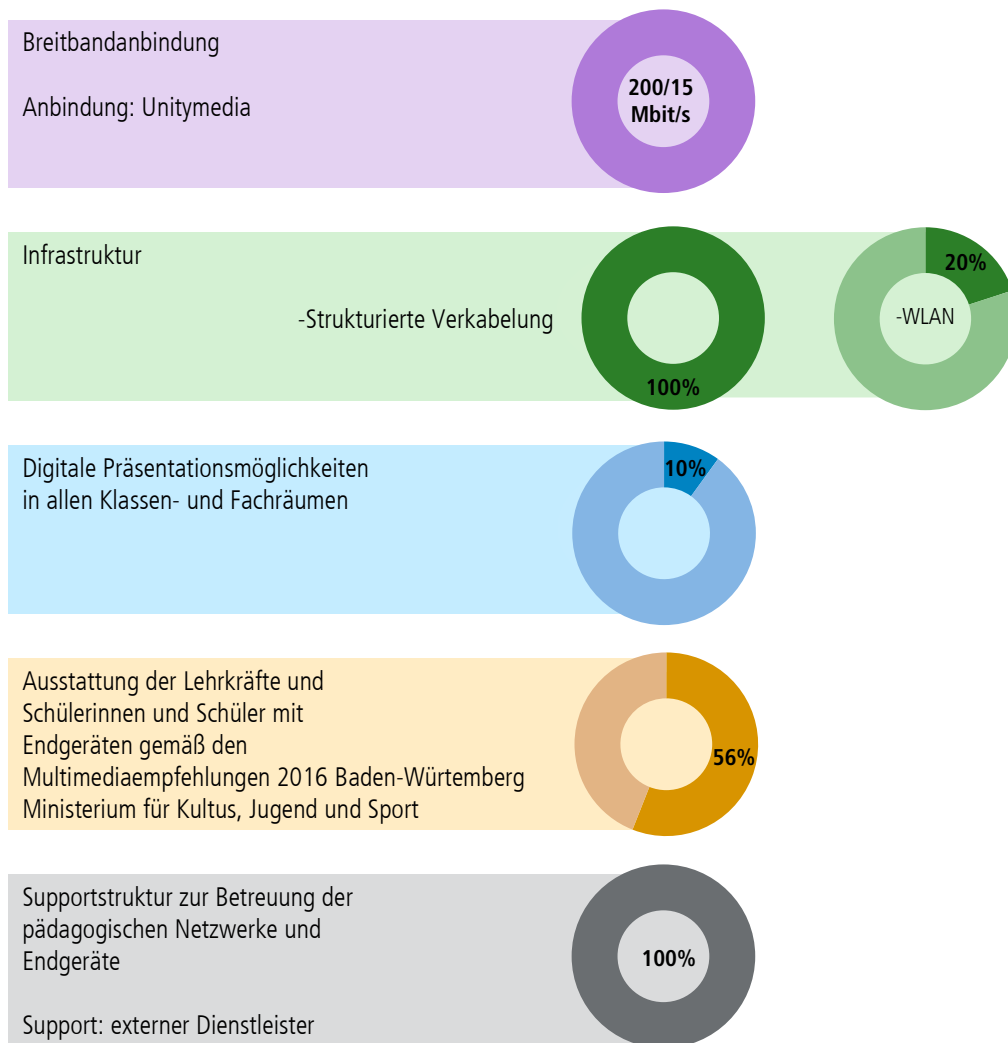 Breitbandanbindung
Anbindung: Unitymedia
200/15
Mbit/s
Infrastruktur
-Strukturierte Verkabelung
100%
20%
-WLAN
Digitale Präsentationsmöglichkeiten
in allen Klassen- und Fachräumen
10%
Ausstattung der Lehrkräfte und
Schülerinnen und Schüler mit
Endgeräten gemäß den
Multimediaempfehlungen 2016 Baden-Würtemberg
Ministerium für Kultus, Jugend und Sport
56%
Supportstruktur zur Betreuung der
pädagogischen Netzwerke und
Endgeräte
Support: externer Dienstleister
100%